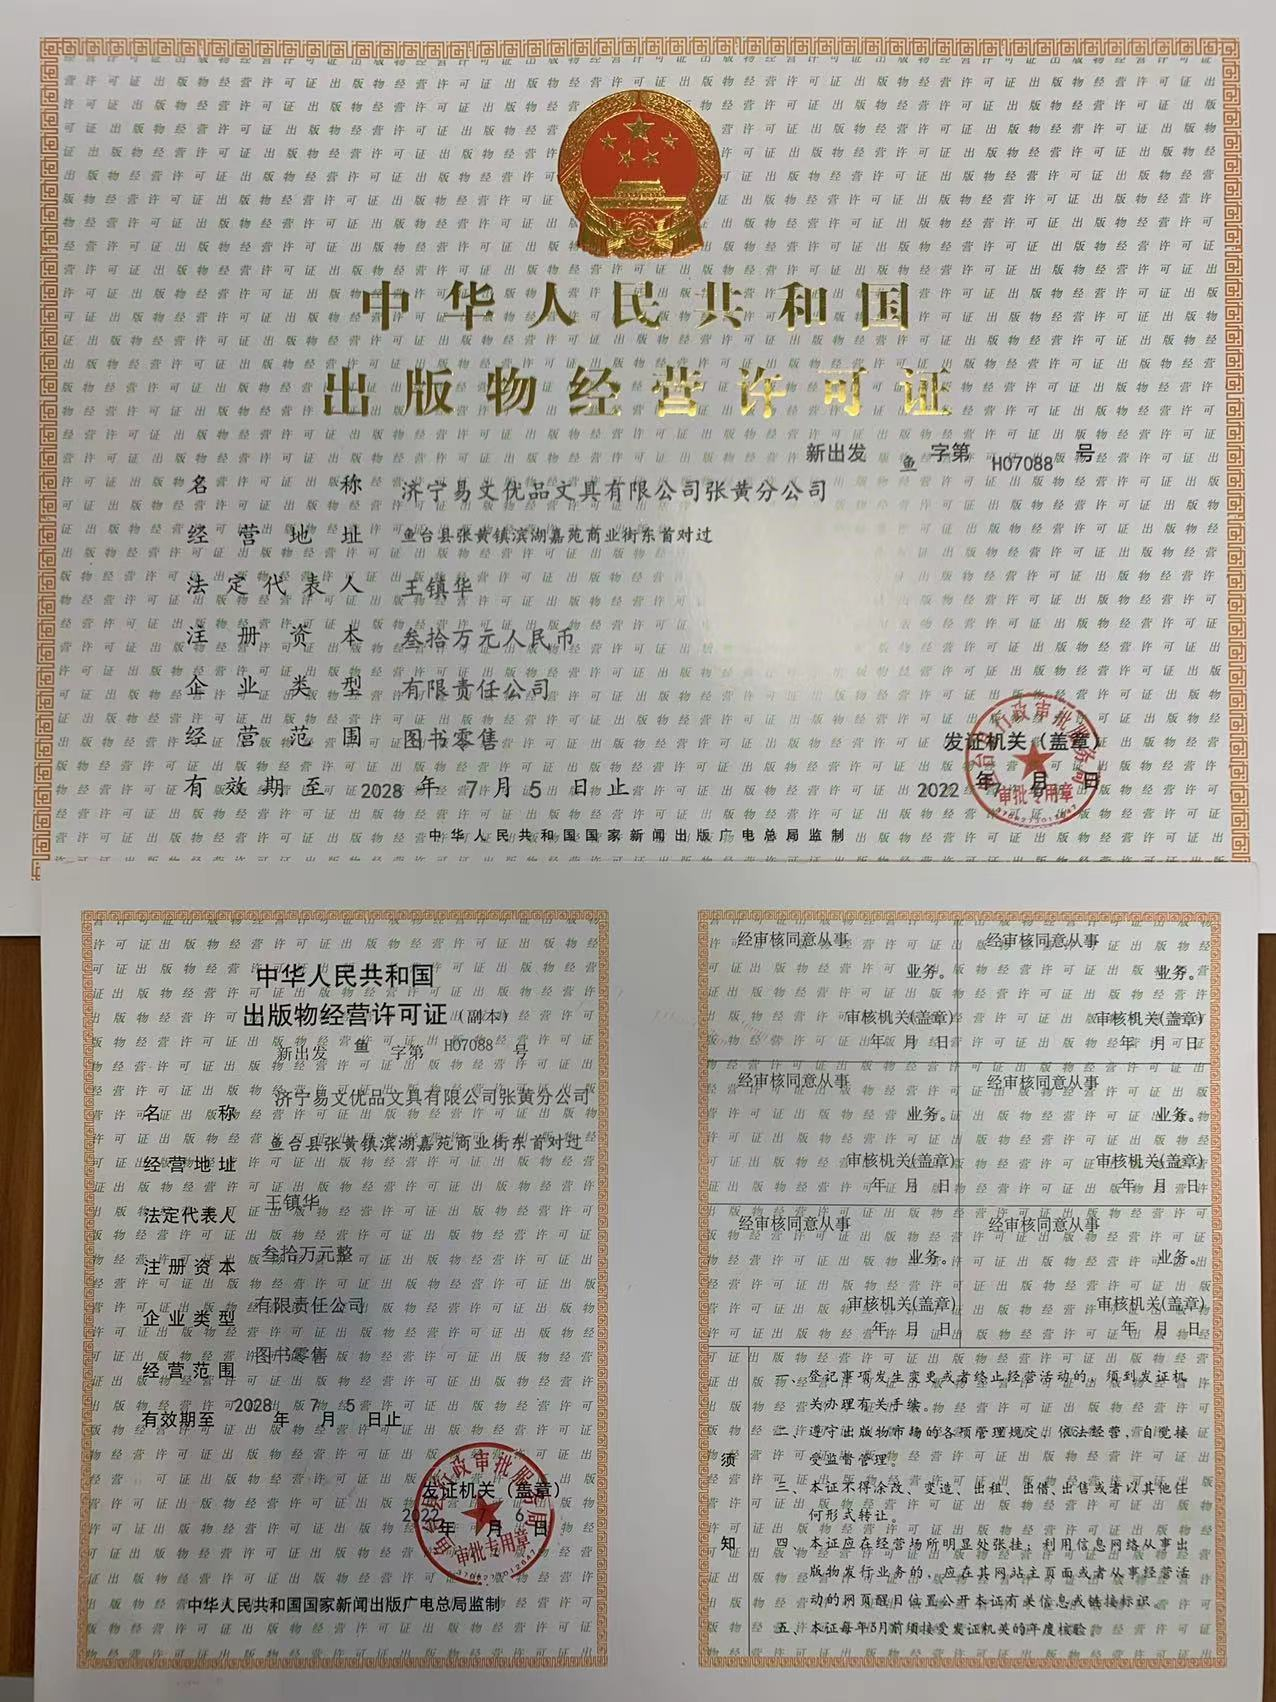 中华人民共和国
出版物经营许可证
新出发 鱼 字第 H07088 号
名称 济宁易文优品文具有限公司张黄分公司
经营地址 鱼台县张黄镇滨湖嘉苑商业街东首对过
法定代表人 王镇华
注册资本 叁拾万元人民币
企业类型 有限责任公司
经营范围 图书零售
发证机关（盖章）
有效期至 2028 年 7 月 5 日止
2022 年 7 月 日
审批专用章
中华人民共和国国家新闻出版广电总局监制
中华人民共和国
出版物经营许可证（副本）
新出发 鱼 字第 H07088 号
名称 济宁易文优品文具有限公司张黄分公司
经营地址 鱼台县张黄镇滨湖嘉苑商业街东首对过
法定代表人 王镇华
注册资本 叁拾万元整
企业类型 有限责任公司
经营范围 图书零售
有效期至 2028 年 7 月 5 日止
发证机关（盖章）
2022 年 7 月 6 日
鱼台县行政审批服务局
审批专用章
中华人民共和国国家新闻出版广电总局监制
经审核同意从事
业务。
审核机关(盖章)
年 月 日
经审核同意从事
业务。
审核机关(盖章)
年 月 日
经审核同意从事
业务。
审核机关(盖章)
年 月 日
经审核同意从事
业务。
审核机关(盖章)
年 月 日
经审核同意从事
业务。
审核机关(盖章)
年 月 日
经审核同意从事
业务。
审核机关(盖章)
年 月 日
须知
一、登记事项发生变更或者终止经营活动的，须到发证机
关办理有关手续。
二、遵守出版物市场的各项管理规定，依法经营、自觉接
受监督管理。
三、本证不得涂改、变造、出租、出借、出售或者以其他任
何形式转让。
四、本证应在经营场所明显处张挂；利用信息网络从事出
版物发行业务的，应在其网站主页面或者从事经营活
动的网页醒目位置公开本证有关信息或链接标识。
五、本证每年3月前须接受发证机关的年度核验。